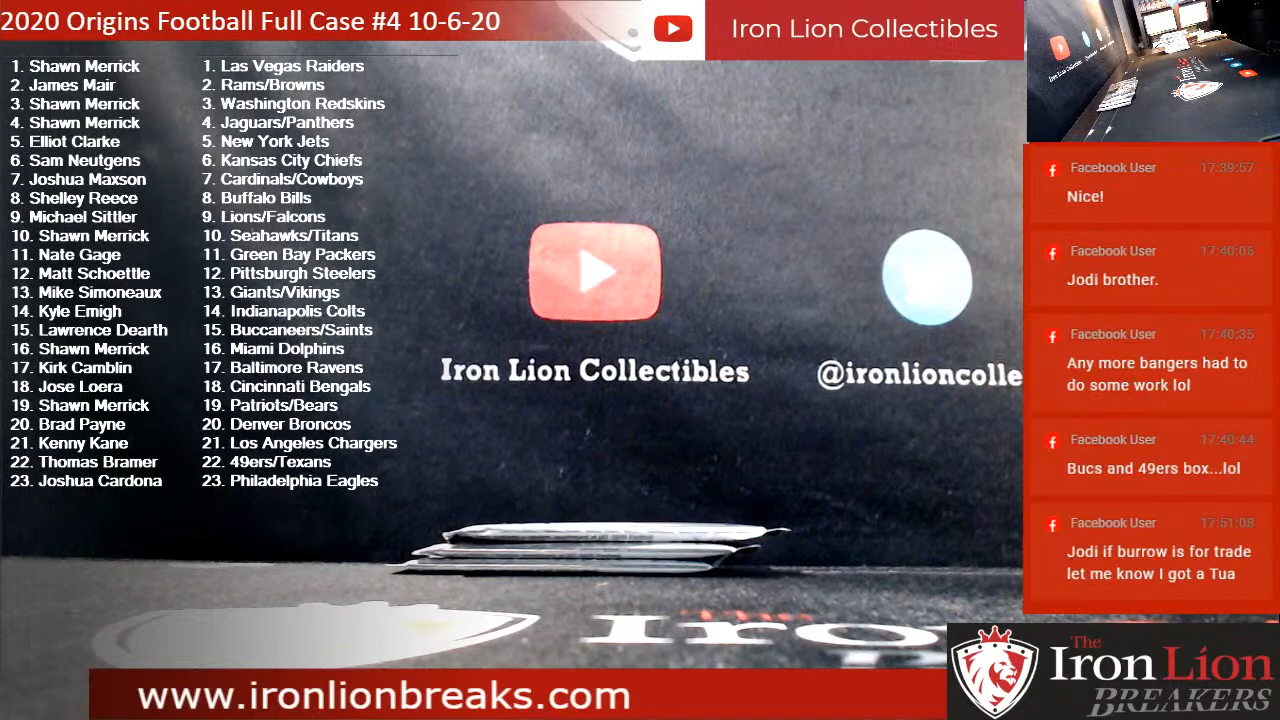 2020 Origins Football Full Case #4 10-6-20
Iron Lion Collectibles
1. Shawn Merrick
2. James Mair
3. Shawn Merrick
4. Shawn Merrick
5. Elliot Clarke
6. Sam Neutgens
7. Joshua Maxson
8. Shelley Reece
9. Michael Sittler
10. Shawn Merrick
11. Nate Gage
12. Matt Schoettle
13. Mike Simoneaux
14. Kyle Emigh
15. Lawrence Dearth
16. Shawn Merrick
17. Kirk Camblin
18. Jose Loera
19. Shawn Merrick
20. Brad Payne
21. Kenny Kane
22. Thomas Bramer
23. Joshua Cardona
1. Las Vegas Raiders
2. Rams/Browns
3. Washington Redskins
4. Jaguars/Panthers
5. New York Jets
6. Kansas City Chiefs
7. Cardinals/Cowboys
8. Buffalo Bills
9. Lions/Falcons
10. Seahawks/Titans
11. Green Bay Packers
12. Pittsburgh Steelers
13. Giants/Vikings
14. Indianapolis Colts
15. Buccaneers/Saints
16. Miami Dolphins
17. Baltimore Ravens
18. Cincinnati Bengals
19. Patriots/Bears
20. Denver Broncos
21. Los Angeles Chargers
22. 49ers/Texans
23. Philadelphia Eagles
Iron Lion Collectibles
@ironlioncolle
The
Iro
Facebook User 17:39:57
Nice!
Facebook User 17:40:06
Jodi brother.
Facebook User 17:40:35
Any more bangers had to
do some work lol
Facebook User 17:40:44
Bucs and 49ers box...lol
Facebook User 17:51:08
Jodi if burrow is for trade
let me know I got a Tua
www.ironlionbreaks.com
The
Iron Lion
BREAKERS